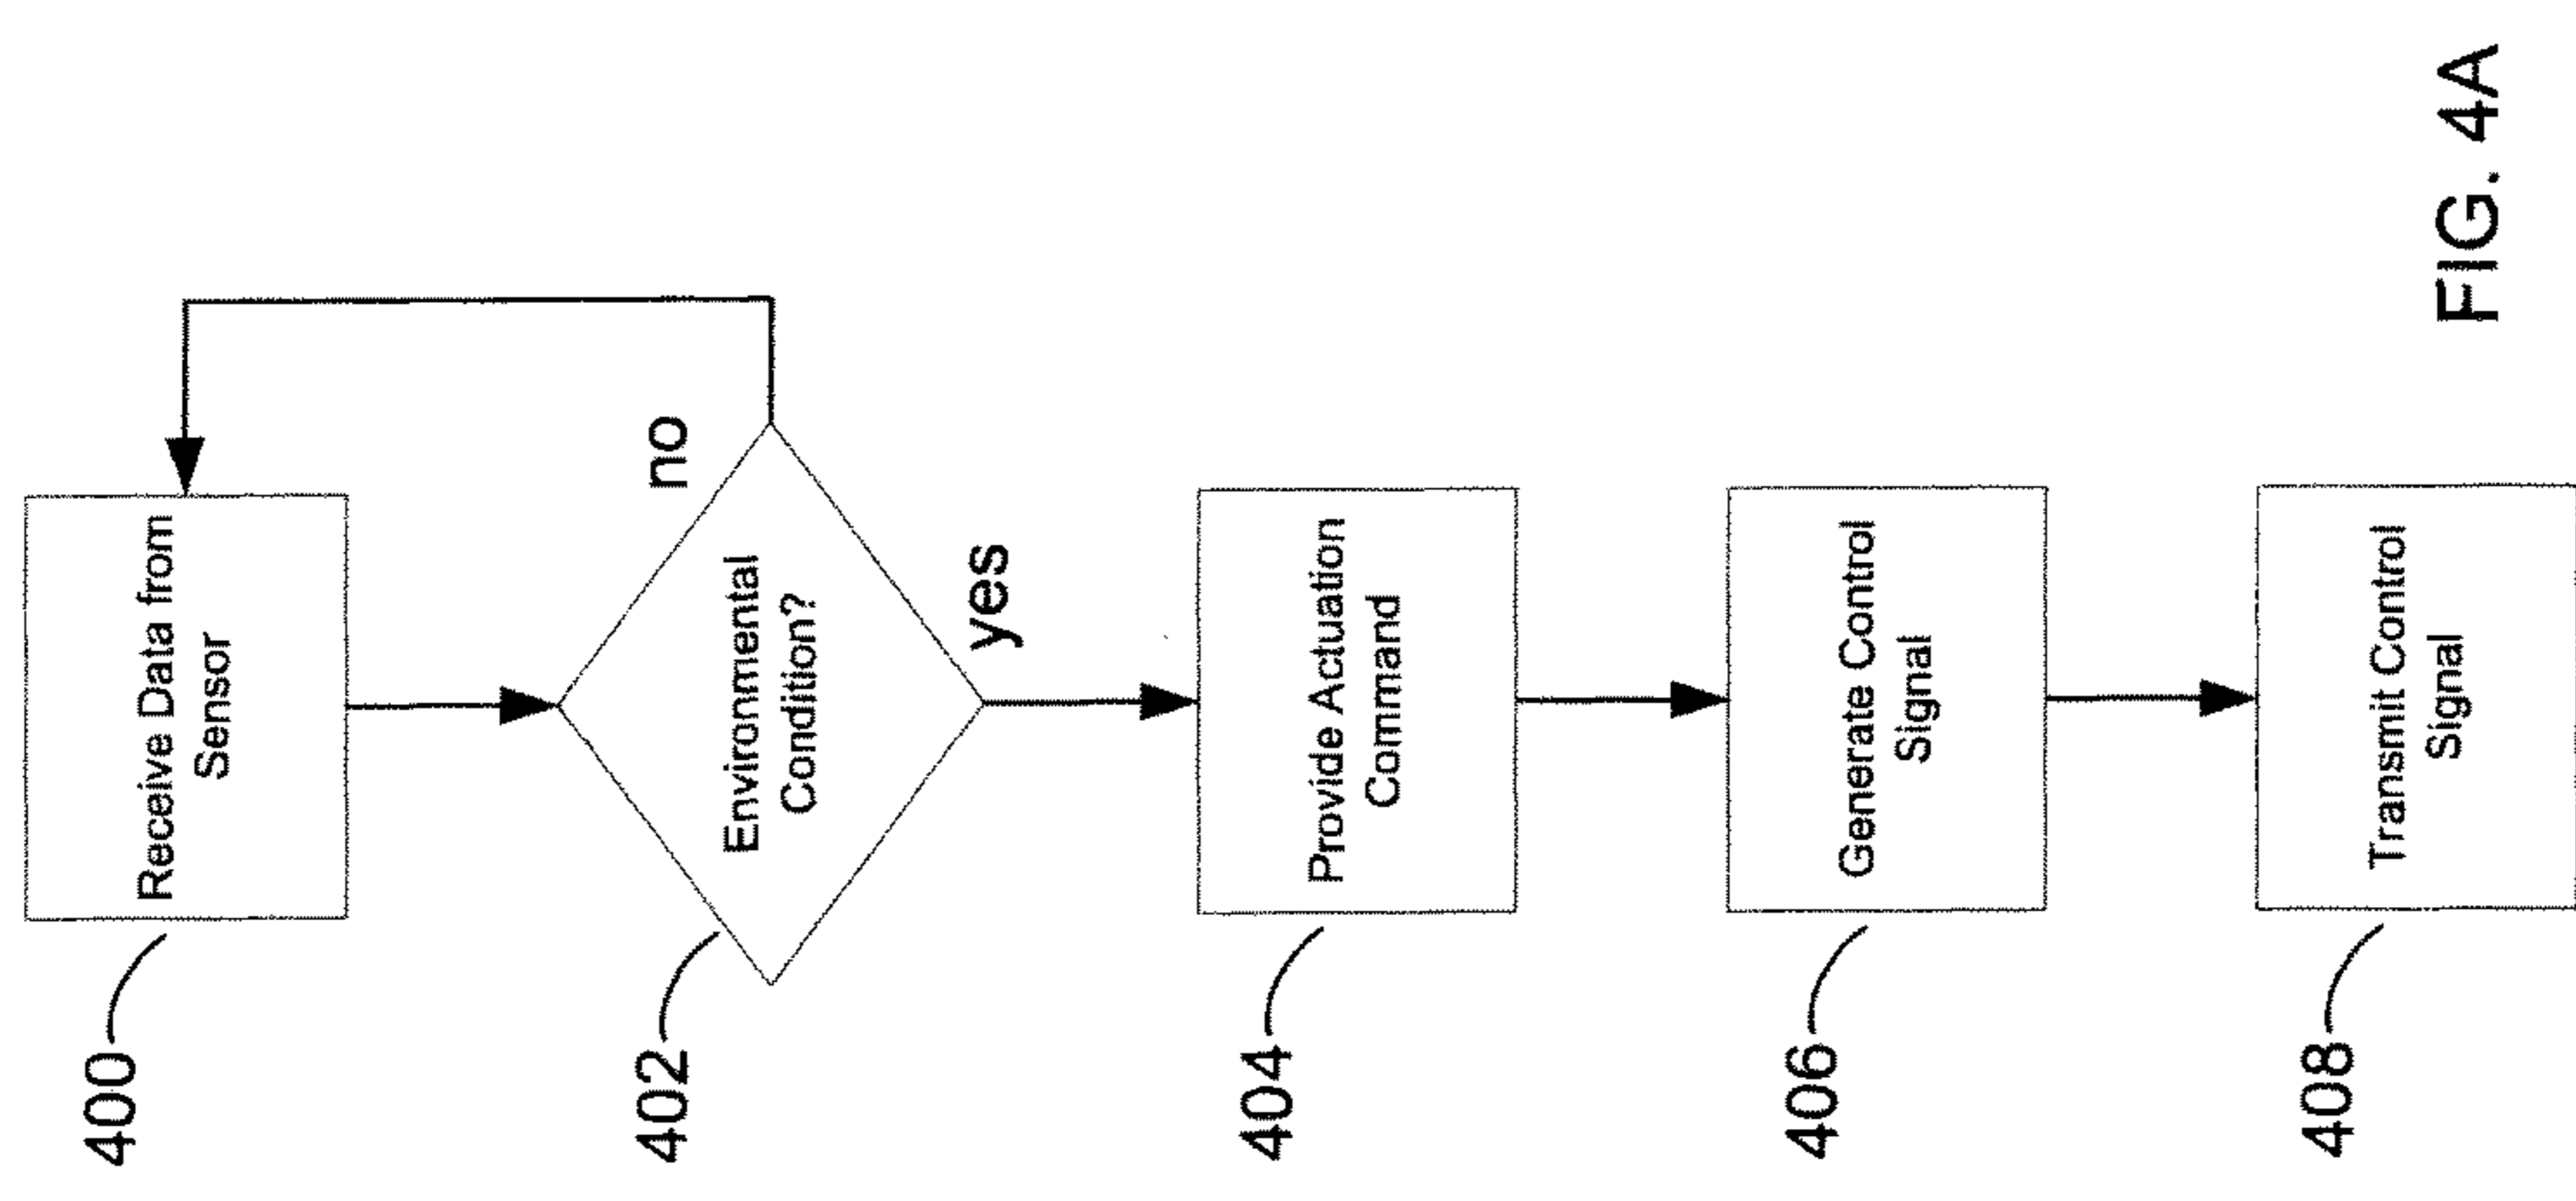 400
Receive Data from
Sensor
402
Environmental
Condition?
no
yes
404
Provide Actuation
Command
406
Generate Control
Signal
408
Transmit Control
Signal
FIG. 4A